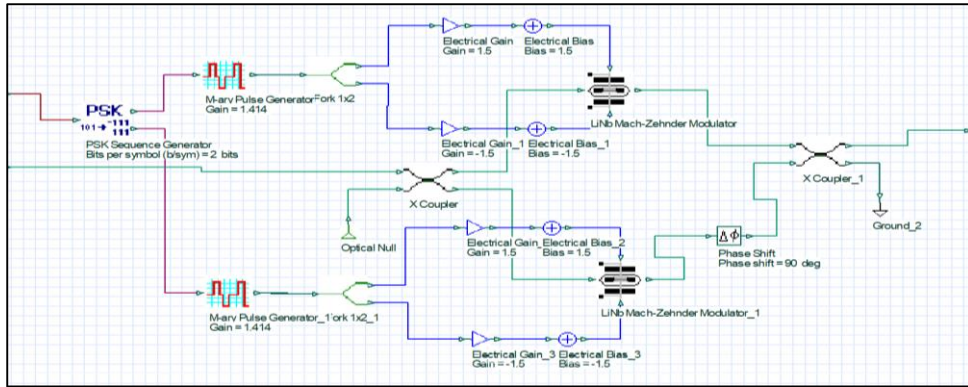 Electrical Gain
Gain = 1.5
Electrical Bias
Bias = 1.5
PSK
101 → -111
111
PSK Sequence Generator
Bits per symbol (b/sym) = 2 bits
M-ary Pulse Generator
Gain = 1.414
Fork 1x2
LiNb Mach-Zehnder Modulator
Electrical Gain_1
Gain = -1.5
Electrical Bias_1
Bias = -1.5
X Coupler
X Coupler_1
Ground_2
Optical Null
Electrical Gain_
Gain = 1.5
Electrical Bias_2
Bias = 1.5
ΔΦ
Phase Shift
Phase shift = 90 deg
M-ary Pulse Generator_1
Gain = 1.414
Fork 1x2_1
LiNb Mach-Zehnder Modulator_1
Electrical Gain_3
Gain = -1.5
Electrical Bias_3
Bias = -1.5